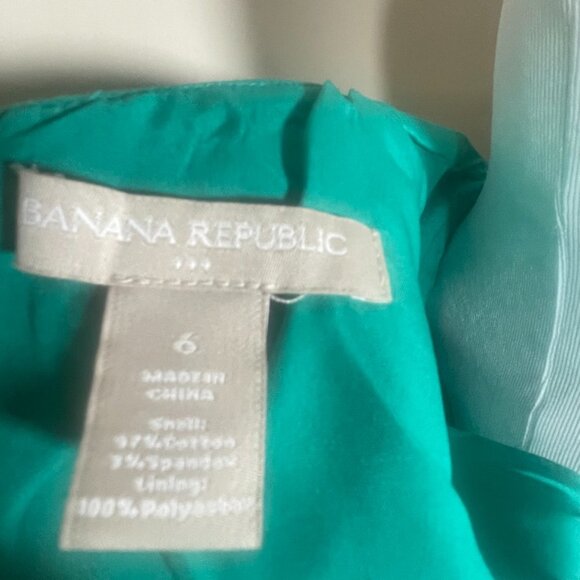 BANANA REPUBLIC
6
MADE IN
CHINA
Shell:
97% Cotton
3% Spandex
Lining:
100% Polyester